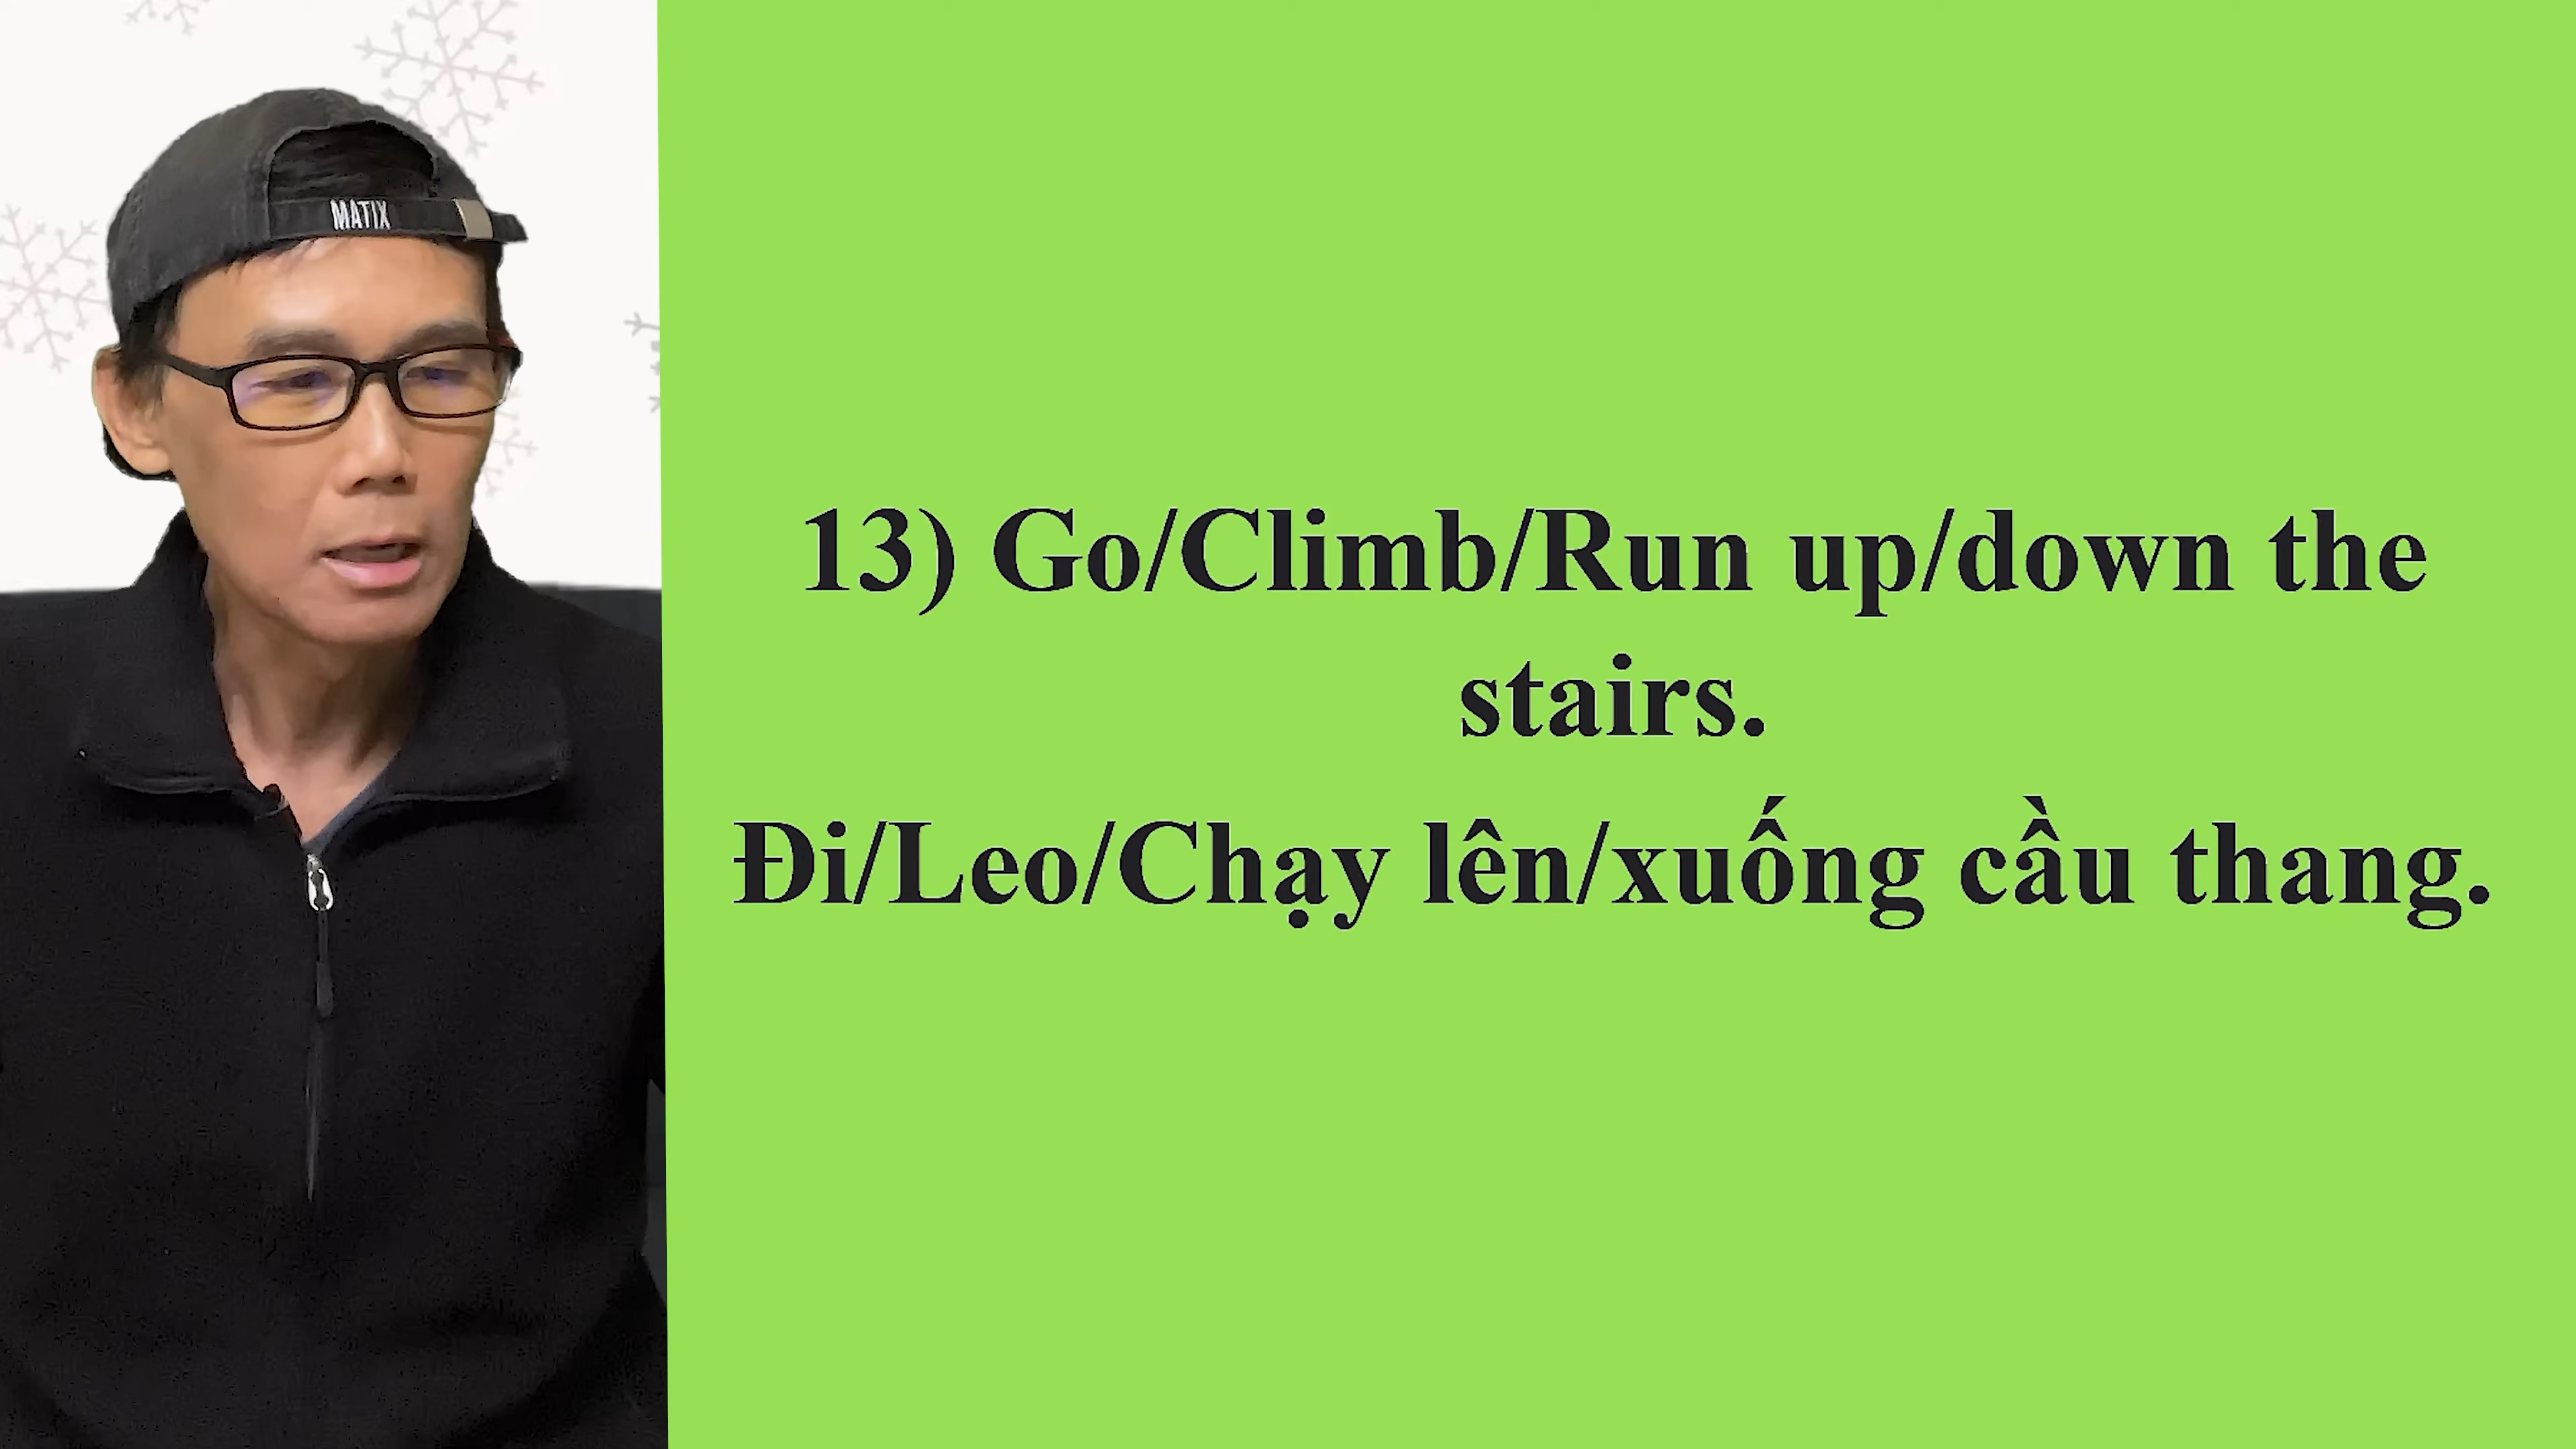 MATIX
13) Go/Climb/Run up/down the
stairs.
Đi/Leo/Chạy lên/xuống cầu thang.